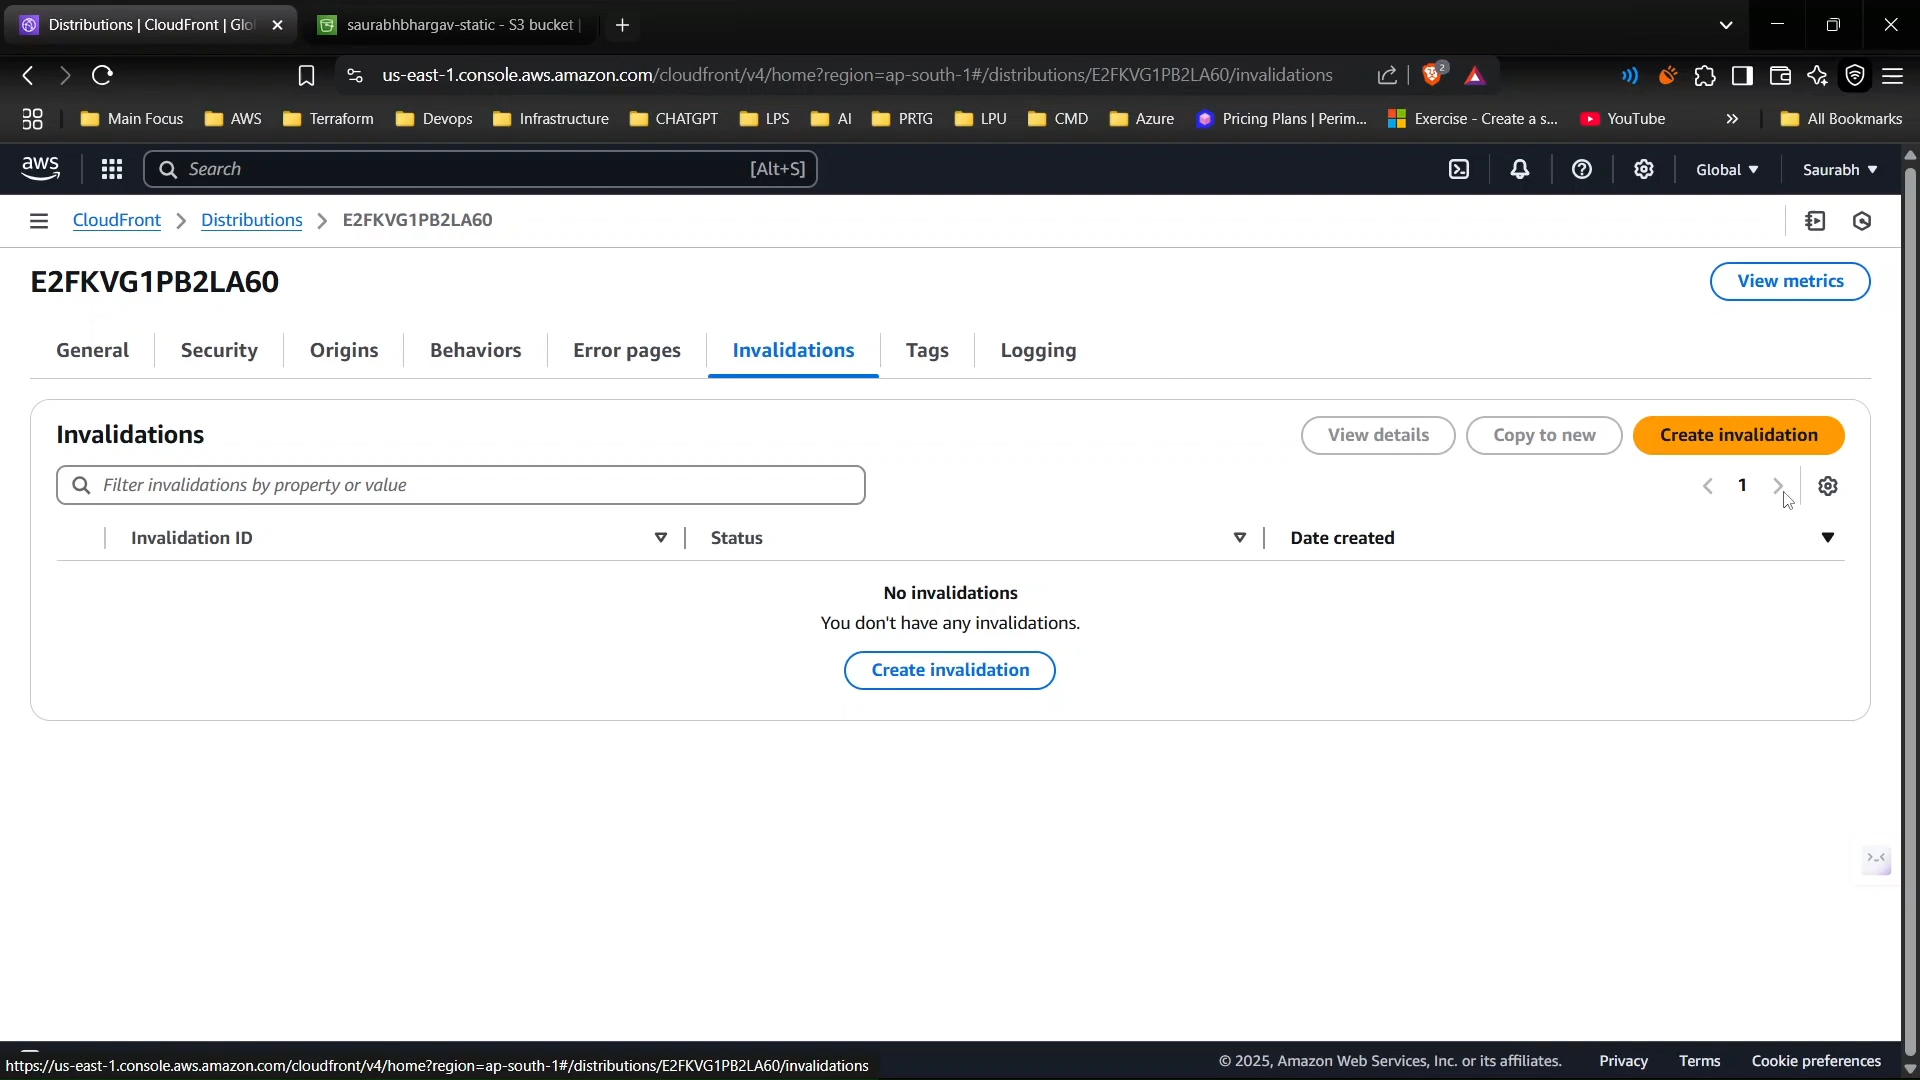 Distributions | CloudFront | Glo
saurabhbhargav-static - S3 bucket |
us-east-1.console.aws.amazon.com/cloudfront/v4/home?region=ap-south-1#/distributions/E2FKVG1PB2LA60/invalidations
2
Main Focus AWS Terraform Devops Infrastructure CHATGPT LPS AI PRTG LPU CMD Azure Pricing Plans | Perim... Exercise - Create a s... YouTube » All Bookmarks
aws Search [Alt+S] Global Saurabh
CloudFront > Distributions > E2FKVG1PB2LA60
E2FKVG1PB2LA60
View metrics
General Security Origins Behaviors Error pages Invalidations Tags Logging
Invalidations
View details Copy to new Create invalidation
Filter invalidations by property or value
1
Invalidation ID Status Date created
No invalidations
You don't have any invalidations.
Create invalidation
https://us-east-1.console.aws.amazon.com/cloudfront/v4/home?region=ap-south-1#/distributions/E2FKVG1PB2LA60/invalidations
© 2025, Amazon Web Services, Inc. or its affiliates. Privacy Terms Cookie preferences